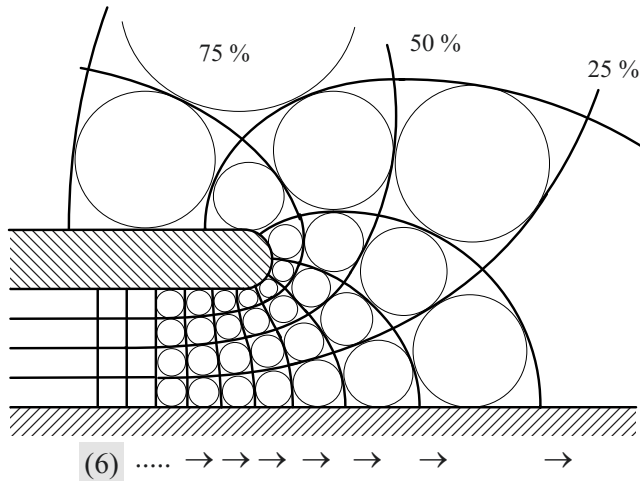 75 %
50 %
25 %
(6) ..... → → → → → → →